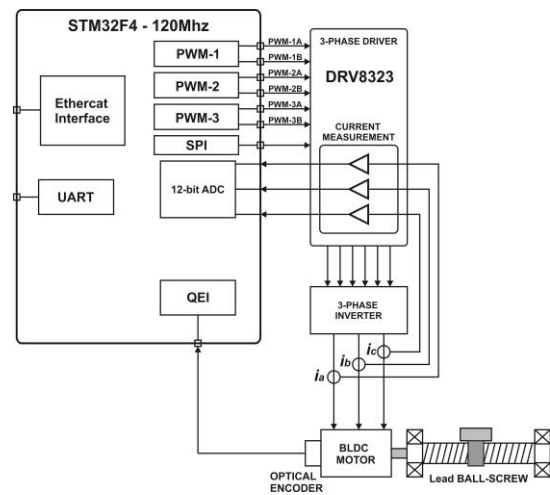 STM32F4 - 120Mhz
PWM-1
PWM-2
PWM-3
SPI
Ethercat
Interface
12-bit ADC
UART
QEI
PWM-1A
PWM-1B
PWM-2A
PWM-2B
PWM-3A
PWM-3B
3-PHASE DRIVER
DRV8323
CURRENT
MEASUREMENT
3-PHASE
INVERTER
ic
ib
ia
BLDC
MOTOR
OPTICAL
ENCODER
Lead BALL-SCREW